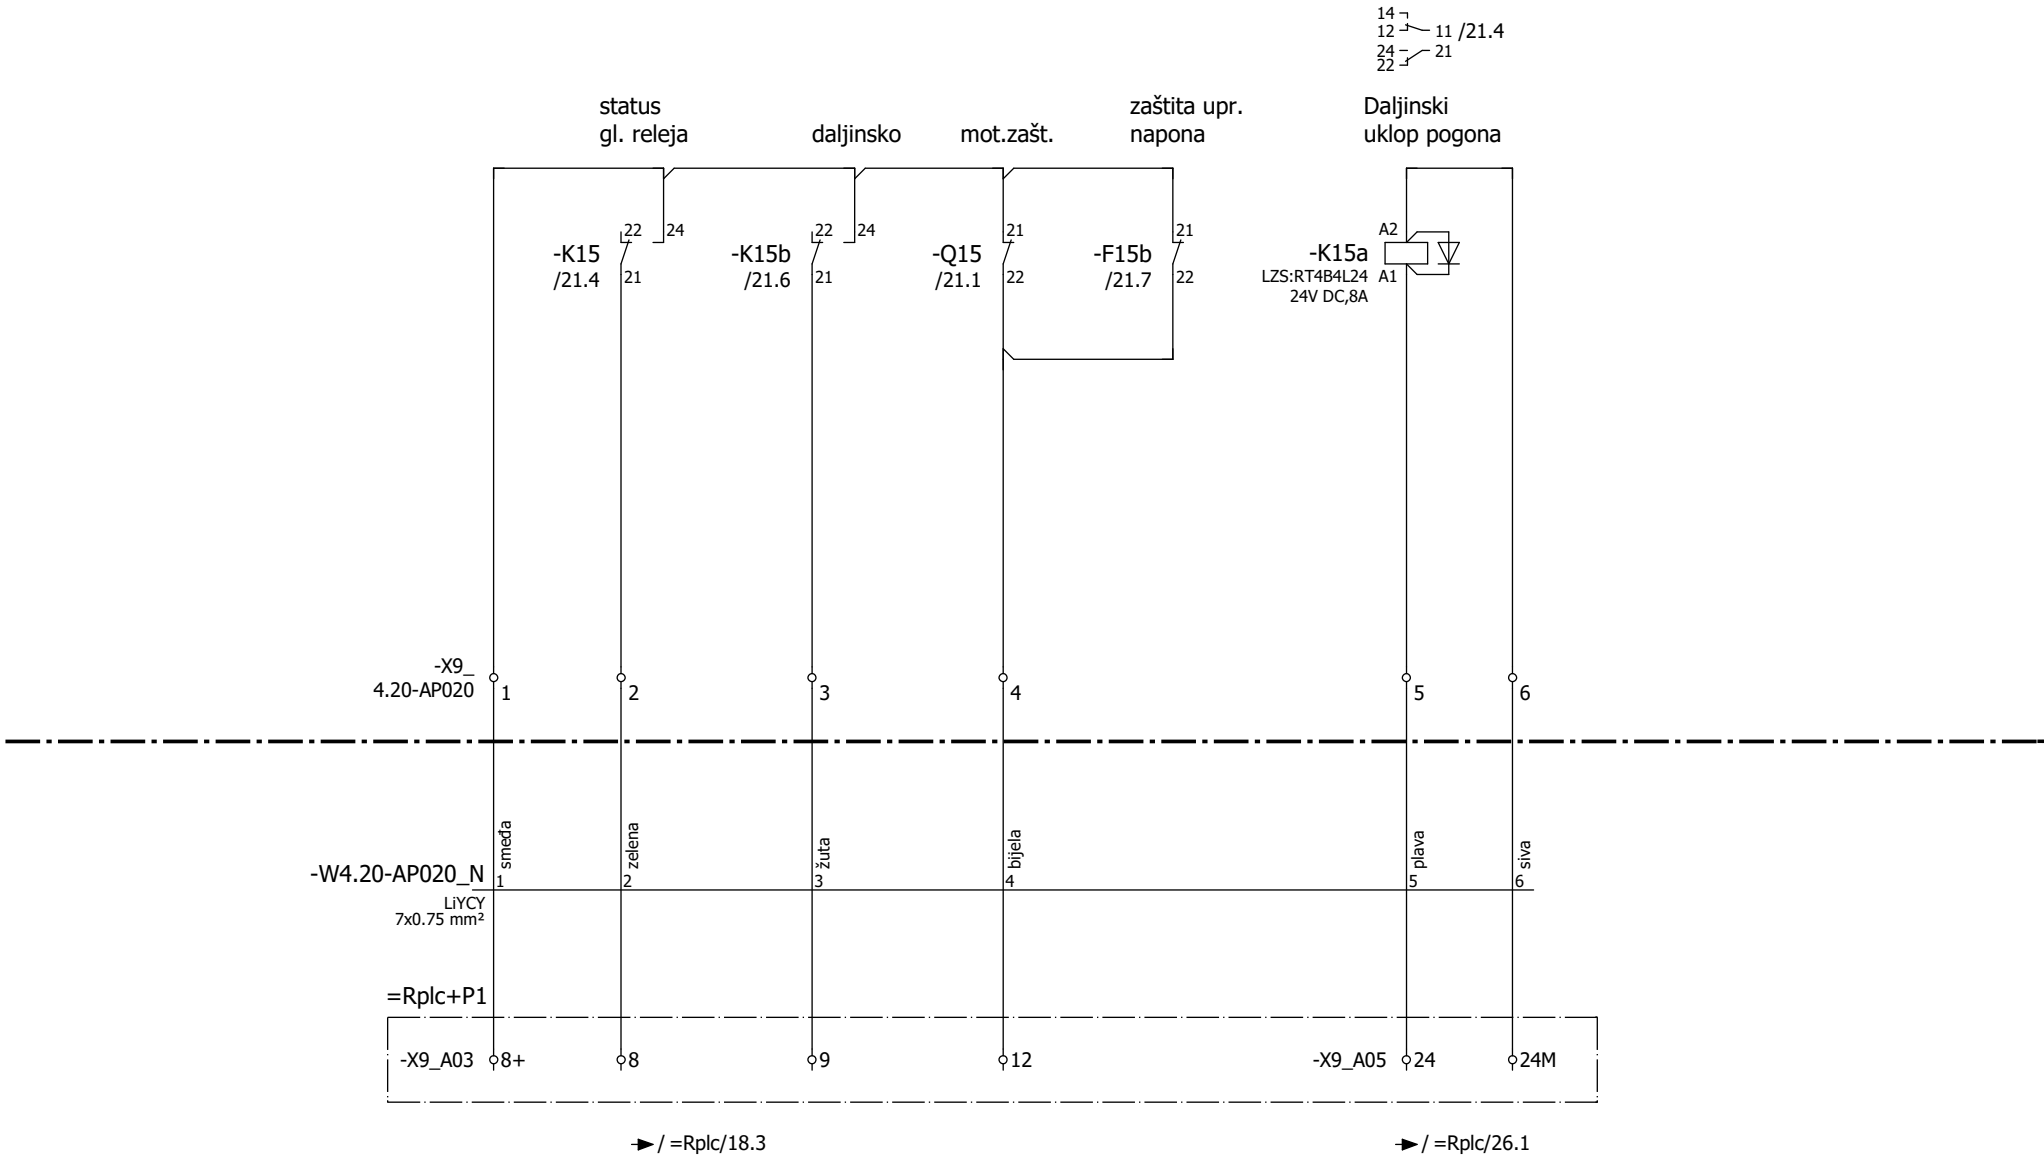 14
12 11 /21.4
24 21
22
status
gl. releja
daljinsko
mot.zašt.
zaštita upr.
napona
Daljinski
uklop pogona
22 24
-K15
/21.4 21
22 24
-K15b
/21.6 21
21
-Q15
/21.1 22
21
-F15b
/21.7 22
A2
-K15a
LZS:RT4B4L24 A1
24V DC,8A
-X9_
4.20-AP020 1 2 3 4 5 6
smeđa zelena žuta bijela plava siva
-W4.20-AP020_N 1 2 3 4 5 6
LiYCY
7x0.75 mm²
=Rplc+P1
-X9_A03 8+ 8 9 12 -X9_A05 24 24M
/ =Rplc/18.3 / =Rplc/26.1